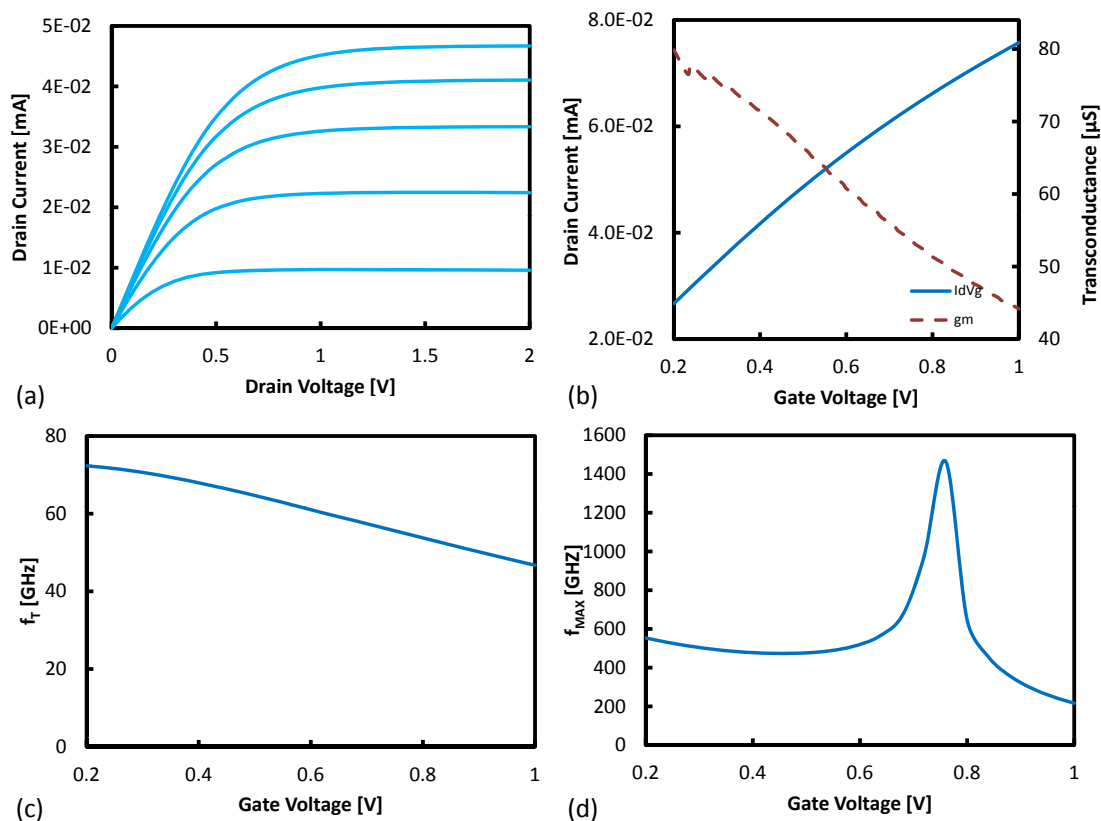 5E-02
4E-02
3E-02
2E-02
1E-02
0E+00
Drain Current [mA]
0
0.5
1
1.5
2
Drain Voltage [V]
(a)
8.0E-02
6.0E-02
4.0E-02
2.0E-02
Drain Current [mA]
80
70
60
50
40
Transconductance [µS]
IdVg
gm
0.2
0.4
0.6
0.8
1
Gate Voltage [V]
(b)
80
60
40
20
0
fT [GHz]
0.2
0.4
0.6
0.8
1
Gate Voltage [V]
(c)
1600
1400
1200
1000
800
600
400
200
0
fMAX [GHZ]
0.2
0.4
0.6
0.8
1
Gate Voltage [V]
(d)